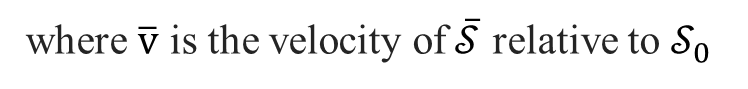 where v̄ is the velocity of 𝒮̄ relative to 𝒮₀